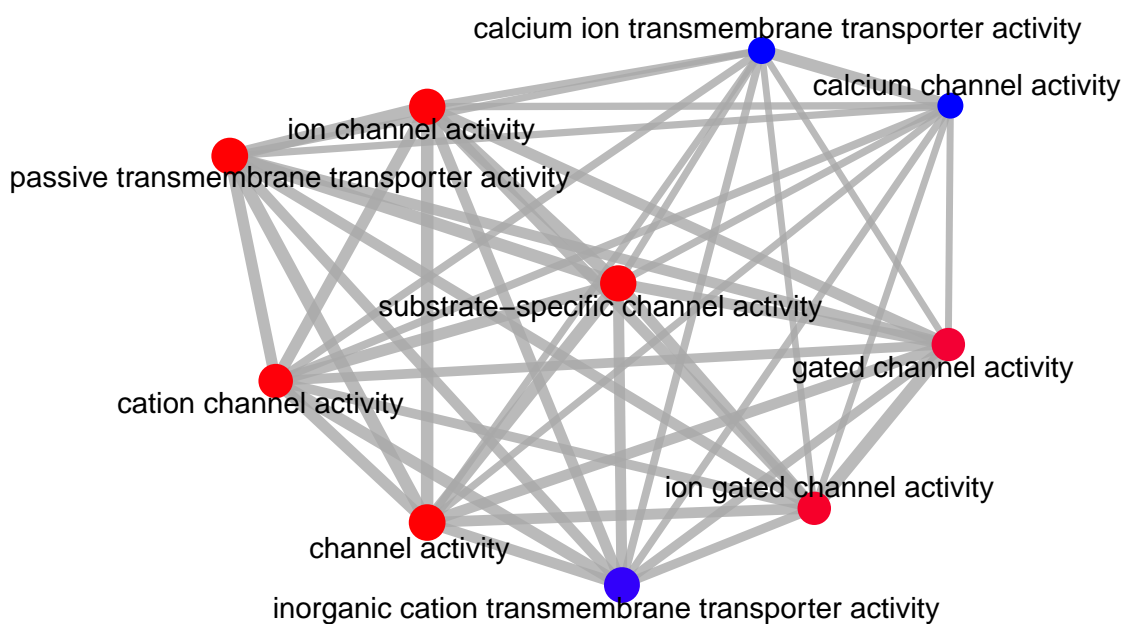 calcium ion transmembrane transporter activity
calcium channel activity
ion channel activity
passive transmembrane transporter activity
substrate−specific channel activity
gated channel activity
cation channel activity
ion gated channel activity
channel activity
inorganic cation transmembrane transporter activity